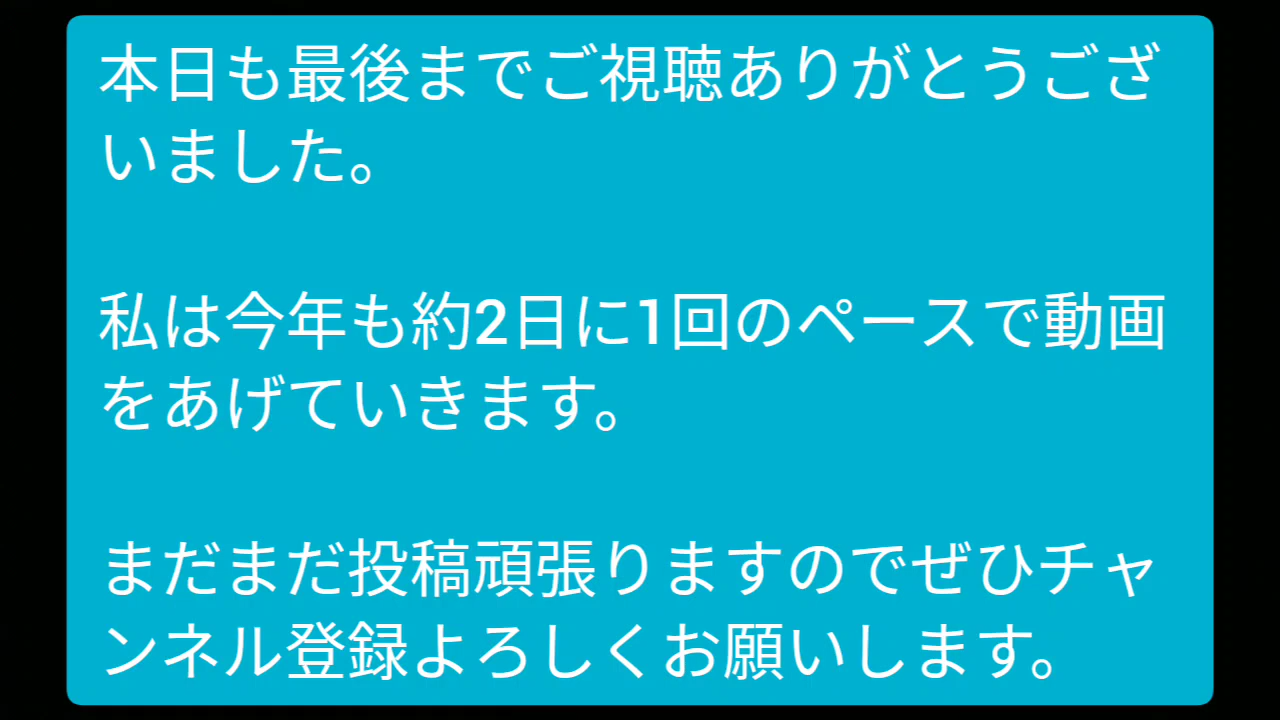 本日も最後までご視聴ありがとうござ
いました。
私は今年も約2日に1回のペースで動画
をあげていきます。
まだまだ投稿頑張りますのでぜひチャ
ンネル登録よろしくお願いします。